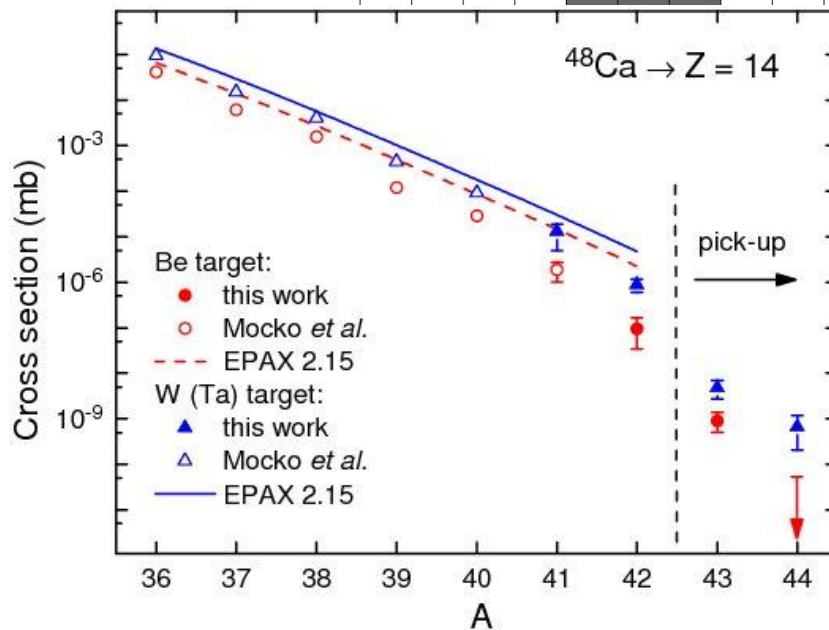 ⁴⁸Ca → Z = 14
Cross section (mb)
10⁻³
10⁻⁶
10⁻⁹
pick-up
Be target:
this work
Mocko et al.
EPAX 2.15
W (Ta) target:
this work
Mocko et al.
EPAX 2.15
36 37 38 39 40 41 42 43 44
A